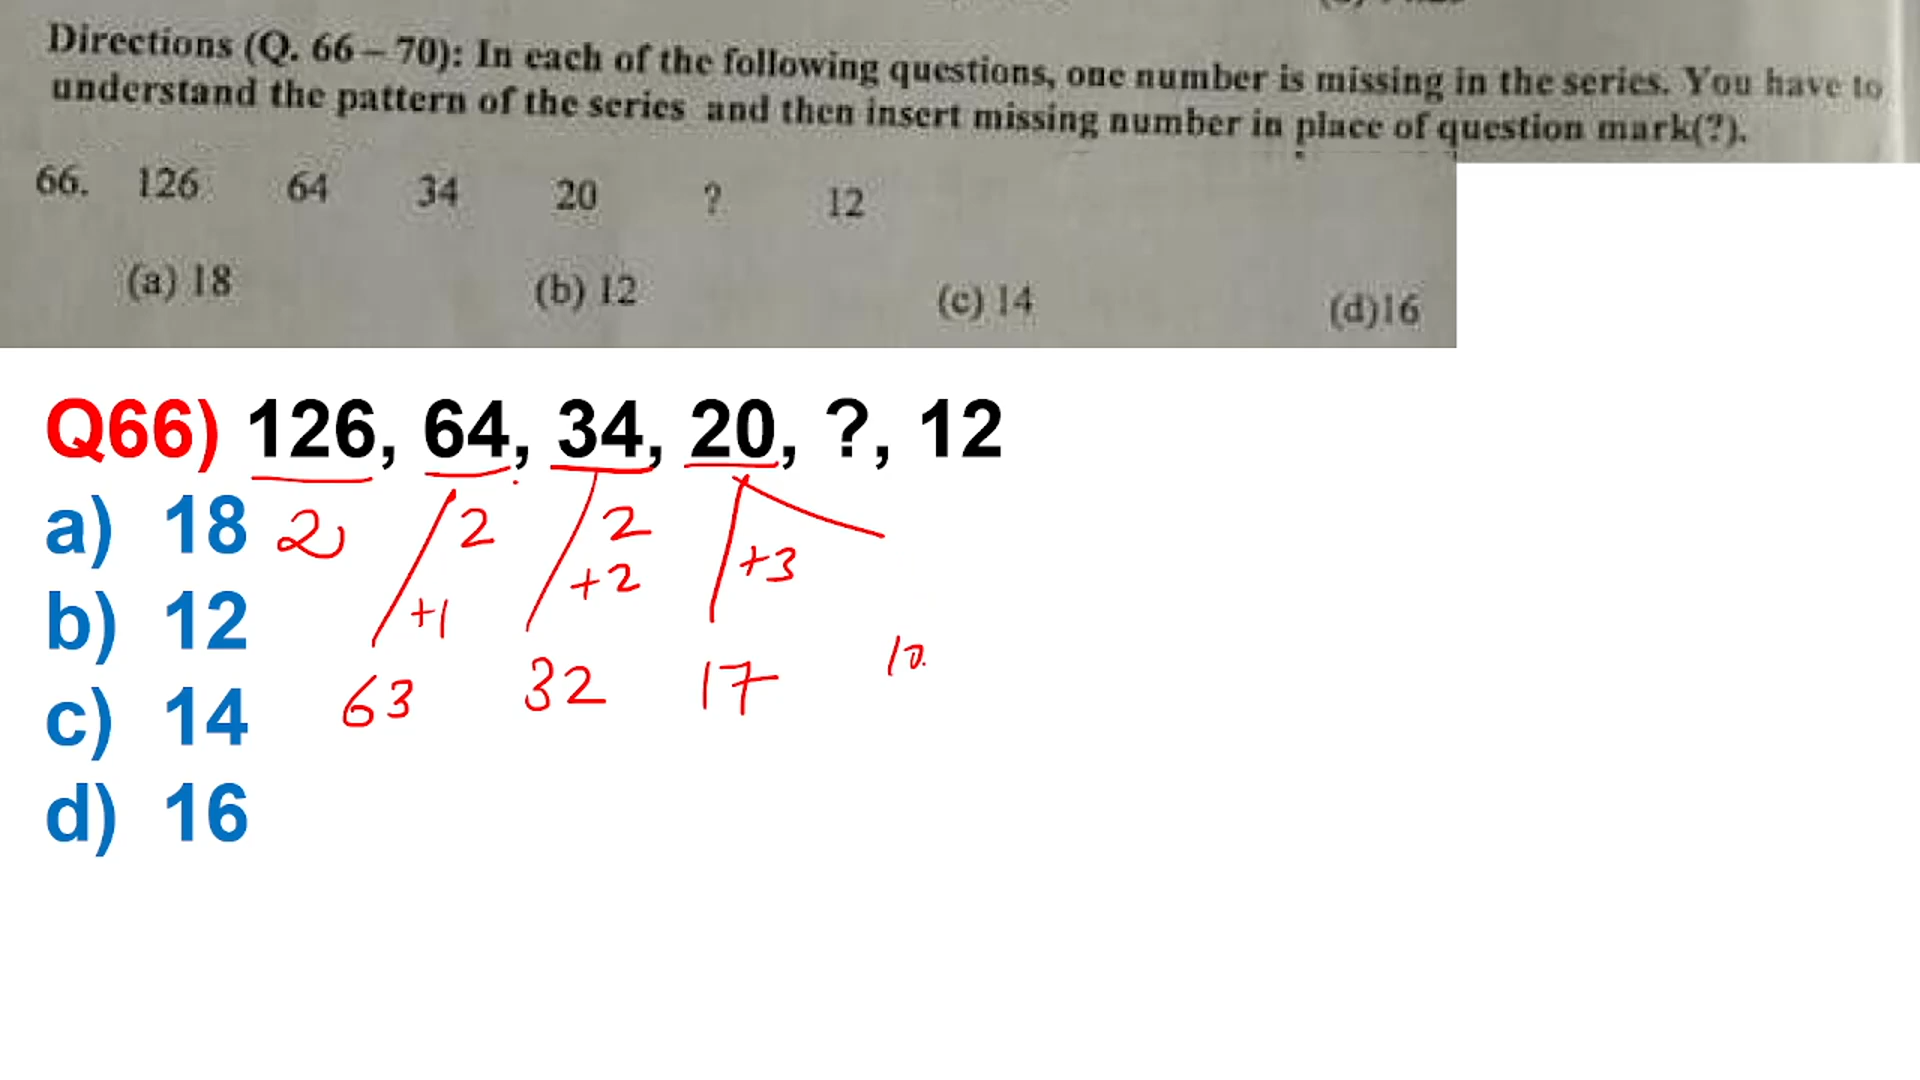 Directions (Q. 66 – 70): In each of the following questions, one number is missing in the series. You have to
understand the pattern of the series and then insert missing number in place of question mark(?).
66. 126 64 34 20 ? 12
(a) 18 (b) 12 (c) 14 (d)16
Q66) 126, 64, 34, 20, ?, 12
a) 18
2 2 2 +3
+2
b) 12
+1
c) 14
63 32 17 10
d) 16